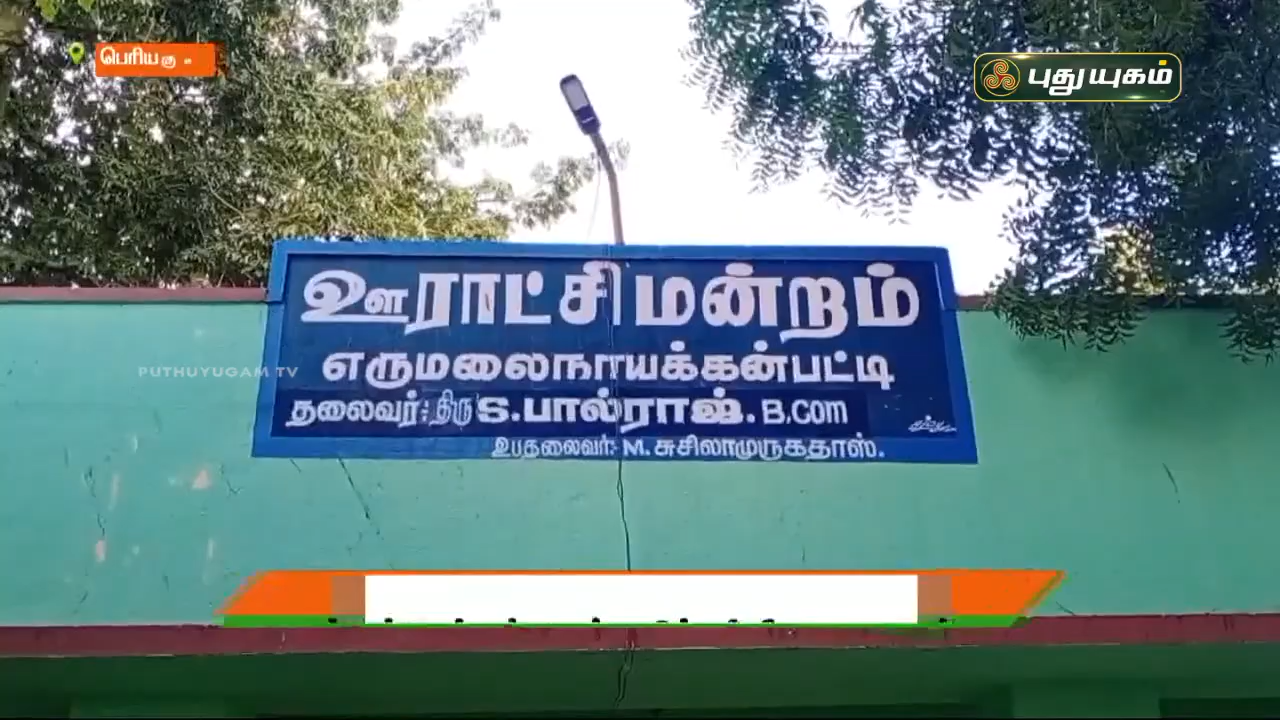 பெரியகு
புதுயுகம்
ஊராட்சி மன்றம்
எருமலைநாயக்கன்பட்டி
PUTHUYUGAM TV
தலைவர்: திரு S.பால்ராஜ். B.Com
உபதலைவர்:- M. சுசிலாமுருகதாஸ்.